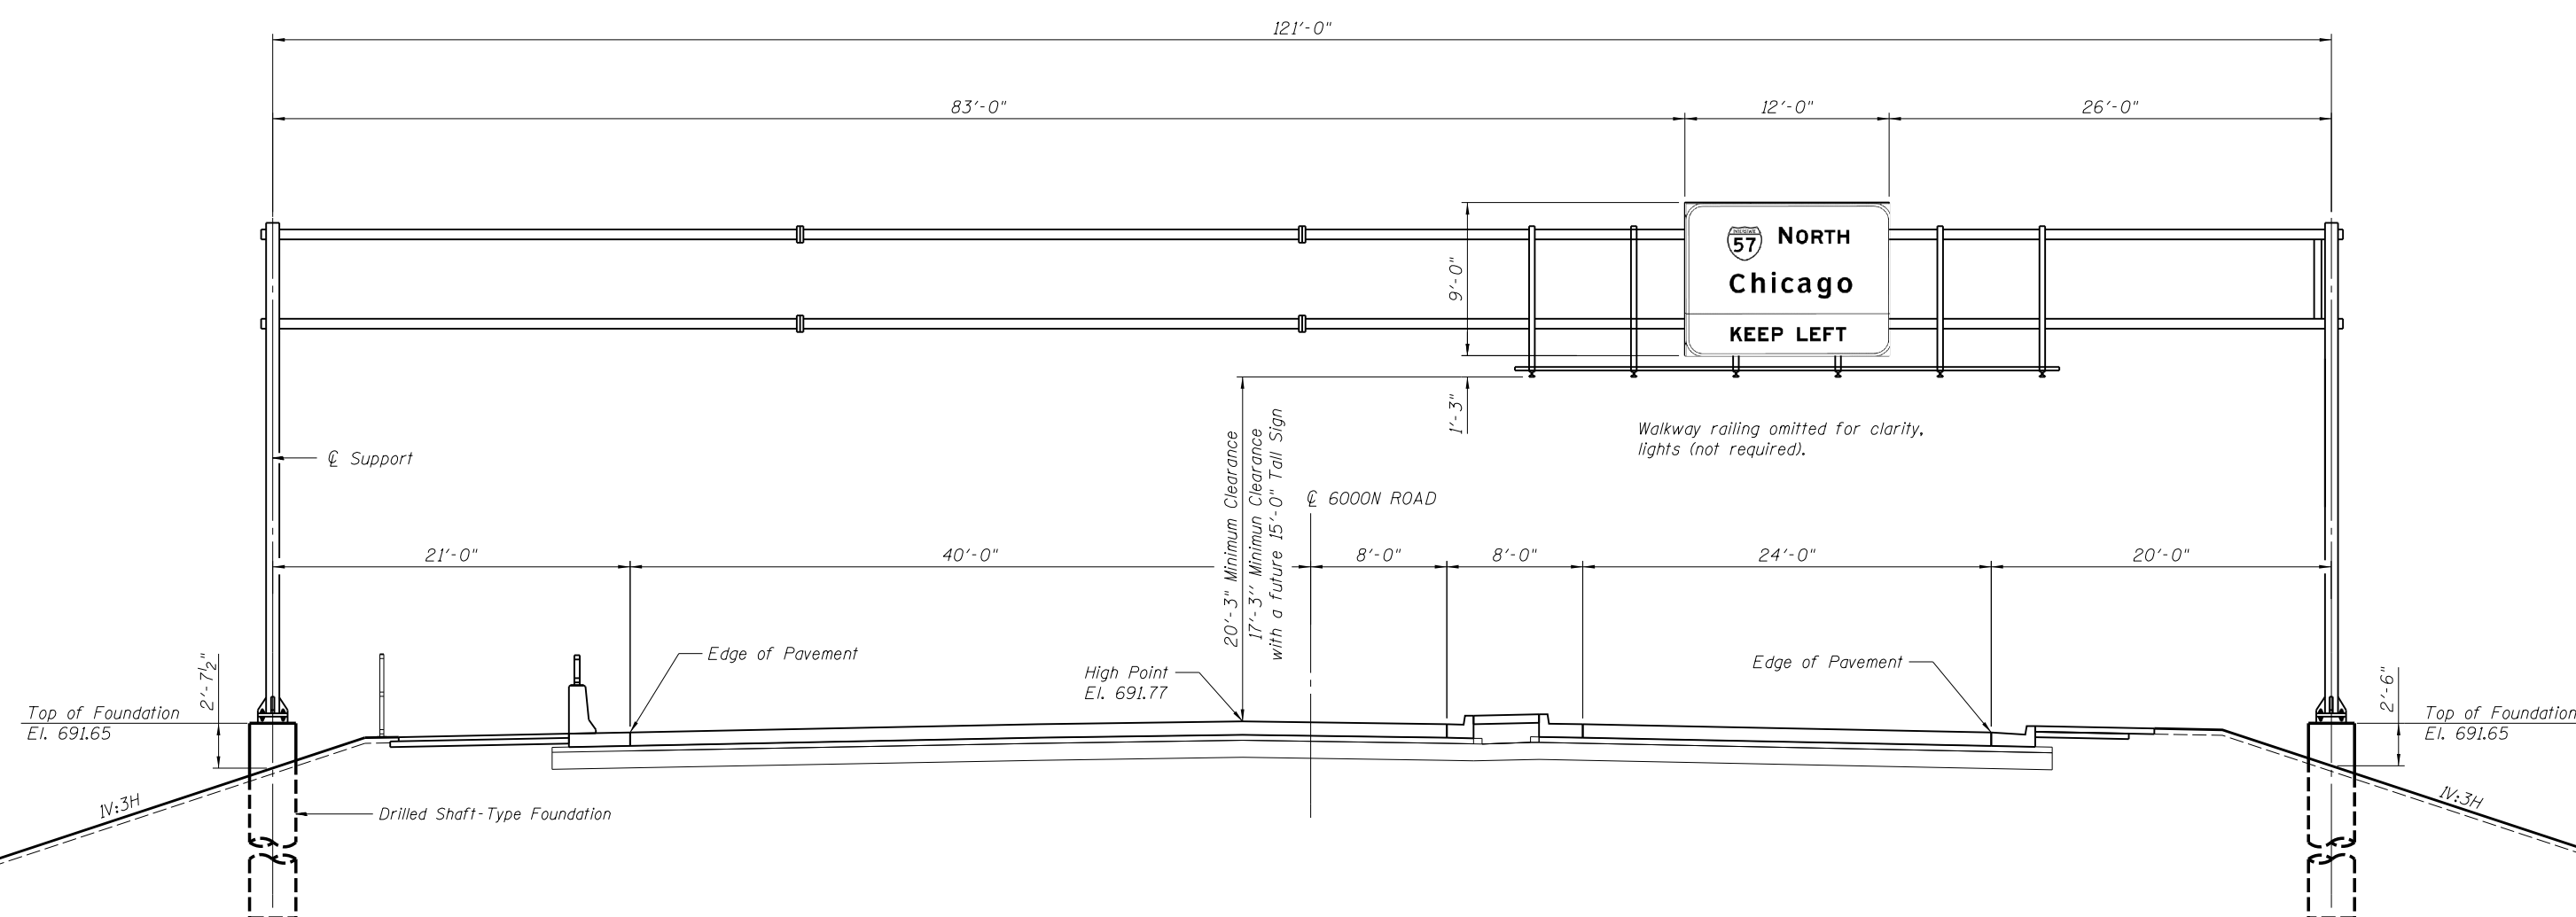 121'-0"
83'-0"
12'-0"
26'-0"
57 NORTH
Chicago
KEEP LEFT
9'-0"
1'-3"
Walkway railing omitted for clarity,
lights (not required).
℄ Support
20'-3" Minimum Clearance
17'-3'' Minimun Clearance
with a future 15'-0" Tall Sign
℄ 6000N ROAD
21'-0"
40'-0"
8'-0"
8'-0"
24'-0"
20'-0"
Edge of Pavement
High Point
El. 691.77
Edge of Pavement
2'-7½"
2'-6"
Top of Foundation
El. 691.65
Top of Foundation
El. 691.65
1V:3H
1V:3H
Drilled Shaft-Type Foundation